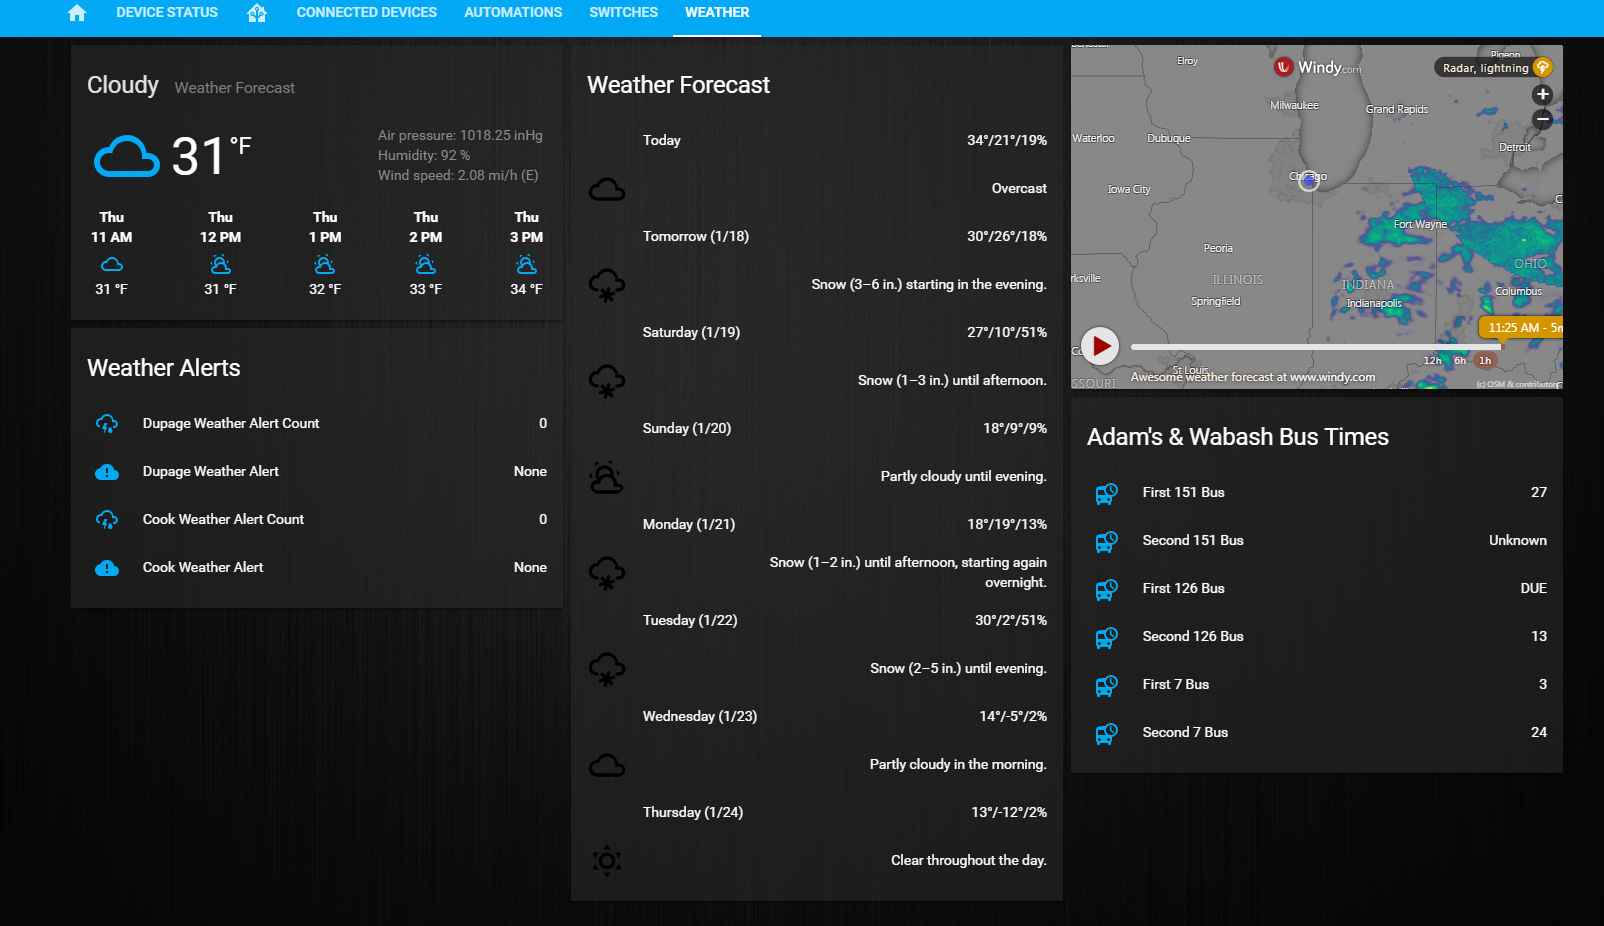 DEVICE STATUS
CONNECTED DEVICES
AUTOMATIONS
SWITCHES
WEATHER
Cloudy Weather Forecast
31 °F
Air pressure: 1018.25 inHg
Humidity: 92 %
Wind speed: 2.08 mi/h (E)
Thu Thu Thu Thu Thu
11 AM 12 PM 1 PM 2 PM 3 PM
31 °F 31 °F 32 °F 33 °F 34 °F
Weather Alerts
Dupage Weather Alert Count 0
Dupage Weather Alert None
Cook Weather Alert Count 0
Cook Weather Alert None
Weather Forecast
Today 34°/21°/19%
Overcast
Tomorrow (1/18) 30°/26°/18%
Snow (3–6 in.) starting in the evening.
Saturday (1/19) 27°/10°/51%
Snow (1–3 in.) until afternoon.
Sunday (1/20) 18°/9°/9%
Partly cloudy until evening.
Monday (1/21) 18°/19°/13%
Snow (1–2 in.) until afternoon, starting again
overnight.
Tuesday (1/22) 30°/2°/51%
Snow (2–5 in.) until evening.
Wednesday (1/23) 14°/-5°/2%
Partly cloudy in the morning.
Thursday (1/24) 13°/-12°/2%
Clear throughout the day.
Elroy
Windy.com
Pigeon
Radar, lightning
+
Milwaukee
Grand Rapids
−
Waterloo
Dubuque
Detroit
Chicago
Iowa City
Fort Wayne
Peoria
OHIO
rksville
ILLINOIS
INDIANA
Columbus
Springfield
Indianapolis
11:25 AM - 5m
12h 6h 1h
St Louis
SSOURI
Awesome weather forecast at www.windy.com
(c) OSM & contributors
Adam's & Wabash Bus Times
First 151 Bus 27
Second 151 Bus Unknown
First 126 Bus DUE
Second 126 Bus 13
First 7 Bus 3
Second 7 Bus 24